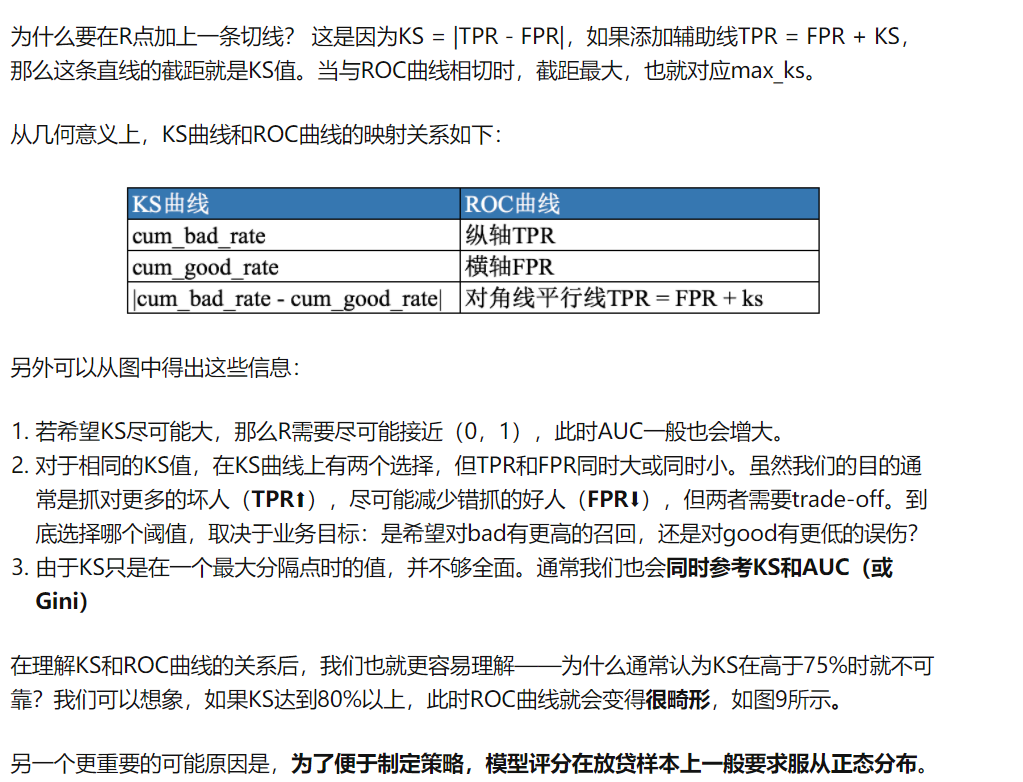 为什么要在R点加上一条切线？ 这是因为KS = |TPR - FPR|，如果添加辅助线TPR = FPR + KS，
那么这条直线的截距就是KS值。当与ROC曲线相切时，截距最大，也就对应max_ks。
从几何意义上，KS曲线和ROC曲线的映射关系如下：
KS曲线 ROC曲线
cum_bad_rate 纵轴TPR
cum_good_rate 横轴FPR
|cum_bad_rate - cum_good_rate| 对角线平行线TPR = FPR + ks
另外可以从图中得出这些信息：
1. 若希望KS尽可能大，那么R需要尽可能接近（0，1），此时AUC一般也会增大。
2. 对于相同的KS值，在KS曲线上有两个选择，但TPR和FPR同时大或同时小。虽然我们的目的通
常是抓对更多的坏人（TPR⬆），尽可能减少错抓的好人（FPR⬇），但两者需要trade-off。到
底选择哪个阈值，取决于业务目标：是希望对bad有更高的召回，还是对good有更低的误伤？
3. 由于KS只是在一个最大分隔点时的值，并不够全面。通常我们也会同时参考KS和AUC（或
Gini）
在理解KS和ROC曲线的关系后，我们也就更容易理解——为什么通常认为KS在高于75%时就不可
靠？我们可以想象，如果KS达到80%以上，此时ROC曲线就会变得很畸形，如图9所示。
另一个更重要的可能原因是，为了便于制定策略，模型评分在放贷样本上一般要求服从正态分布。